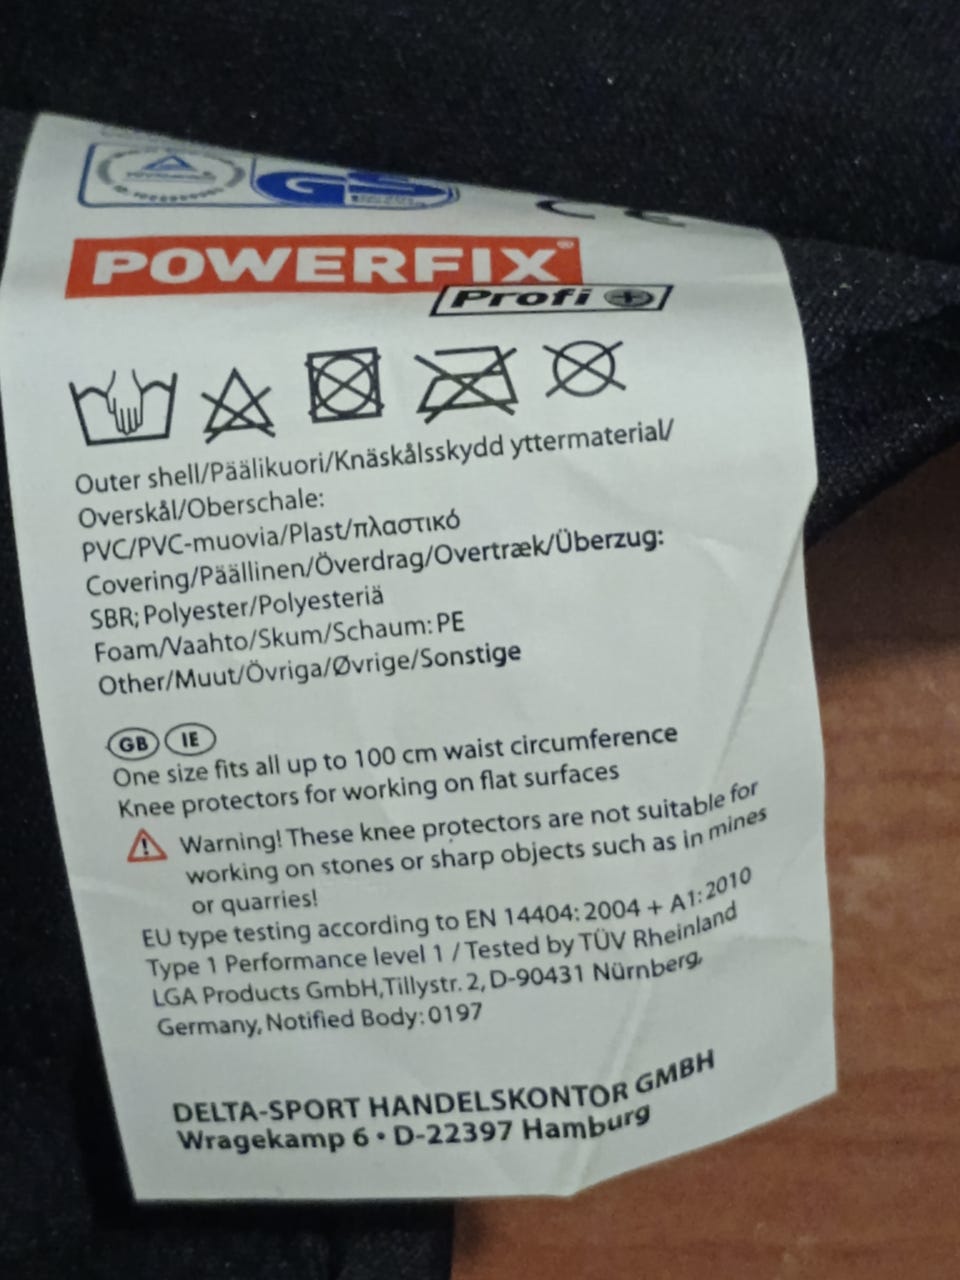 GS
CE
POWERFIX®
Profi +
Outer shell/Päälikuori/Knäskålsskydd yttermaterial/
Overskål/Oberschale:
PVC/PVC-muovia/Plast/πλαστικό
Covering/Päällinen/Överdrag/Overtræk/Überzug:
SBR; Polyester/Polyesteriä
Foam/Vaahto/Skum/Schaum: PE
Other/Muut/Övriga/Øvrige/Sonstige
GB IE
One size fits all up to 100 cm waist circumference
Knee protectors for working on flat surfaces
Warning! These knee protectors are not suitable for
working on stones or sharp objects such as in mines
or quarries!
EU type testing according to EN 14404: 2004 + A1: 2010
Type 1 Performance level 1 / Tested by TÜV Rheinland
LGA Products GmbH,Tillystr. 2, D-90431 Nürnberg,
Germany, Notified Body: 0197
DELTA-SPORT HANDELSKONTOR GMBH
Wragekamp 6 • D-22397 Hamburg